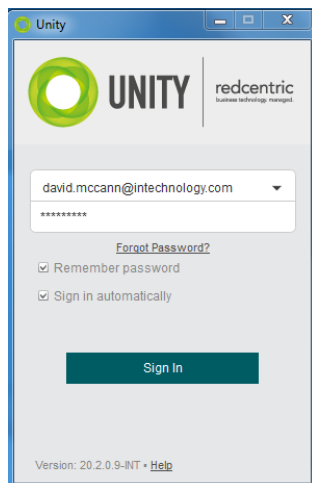 Unity
UNITY
redcentric
business technology managed.
david.mccann@intechnology.com
*********
Forgot Password?
Remember password
Sign in automatically
Sign In
Version: 20.2.0.9-INT • Help